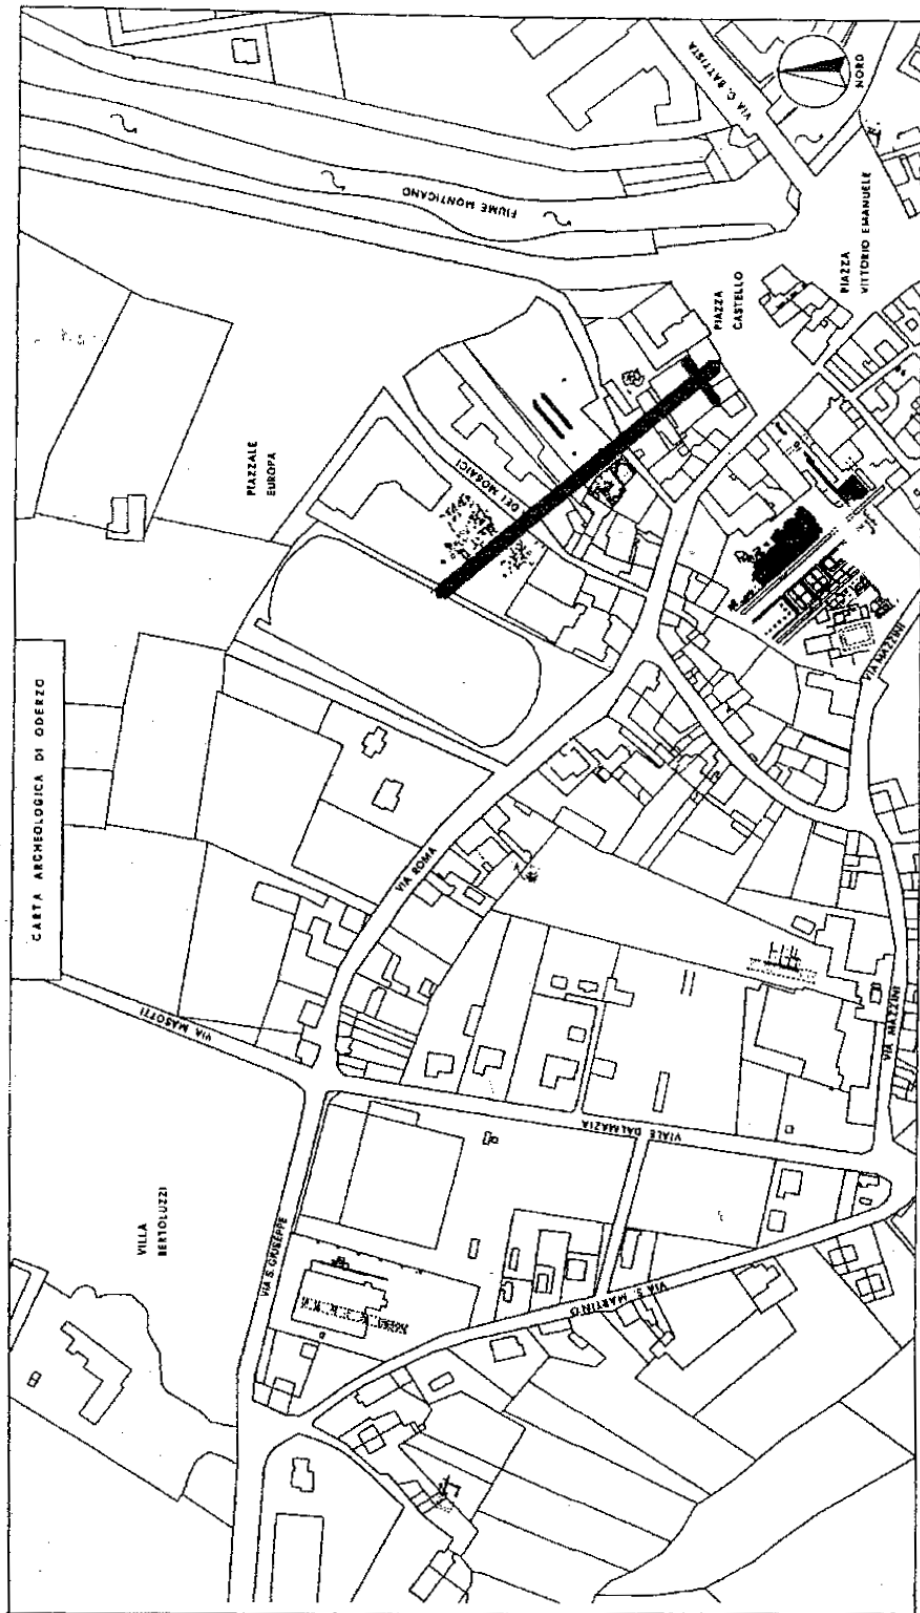 CARTA ARCHEOLOGICA DI ODERZO
VIA C. BATTISTA
NORD
FIUME MONTICANO
PIAZZA
VITTORIO EMANUELE
PIAZZA
CASTELLO
PIAZZALE
EUROPA
DEI MOSAICI
VIA MAZZINI
VIA ROMA
VIA MASOTTI
VIA MAZZINI
VIALE DALMAZIA
VILLA
BERTOLUZZI
VIA S. GIUSEPPE
VIA S. MARTINO